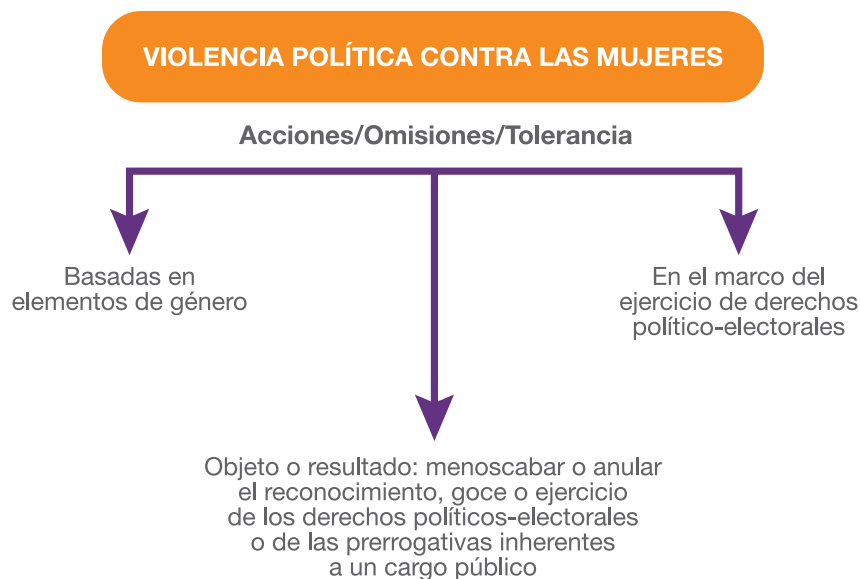 VIOLENCIA POLÍTICA CONTRA LAS MUJERES
Acciones/Omisiones/Tolerancia
Basadas en
elementos de género
En el marco del
ejercicio de derechos
político-electorales
Objeto o resultado: menoscabar o anular
el reconocimiento, goce o ejercicio
de los derechos políticos-electorales
o de las prerrogativas inherentes
a un cargo público